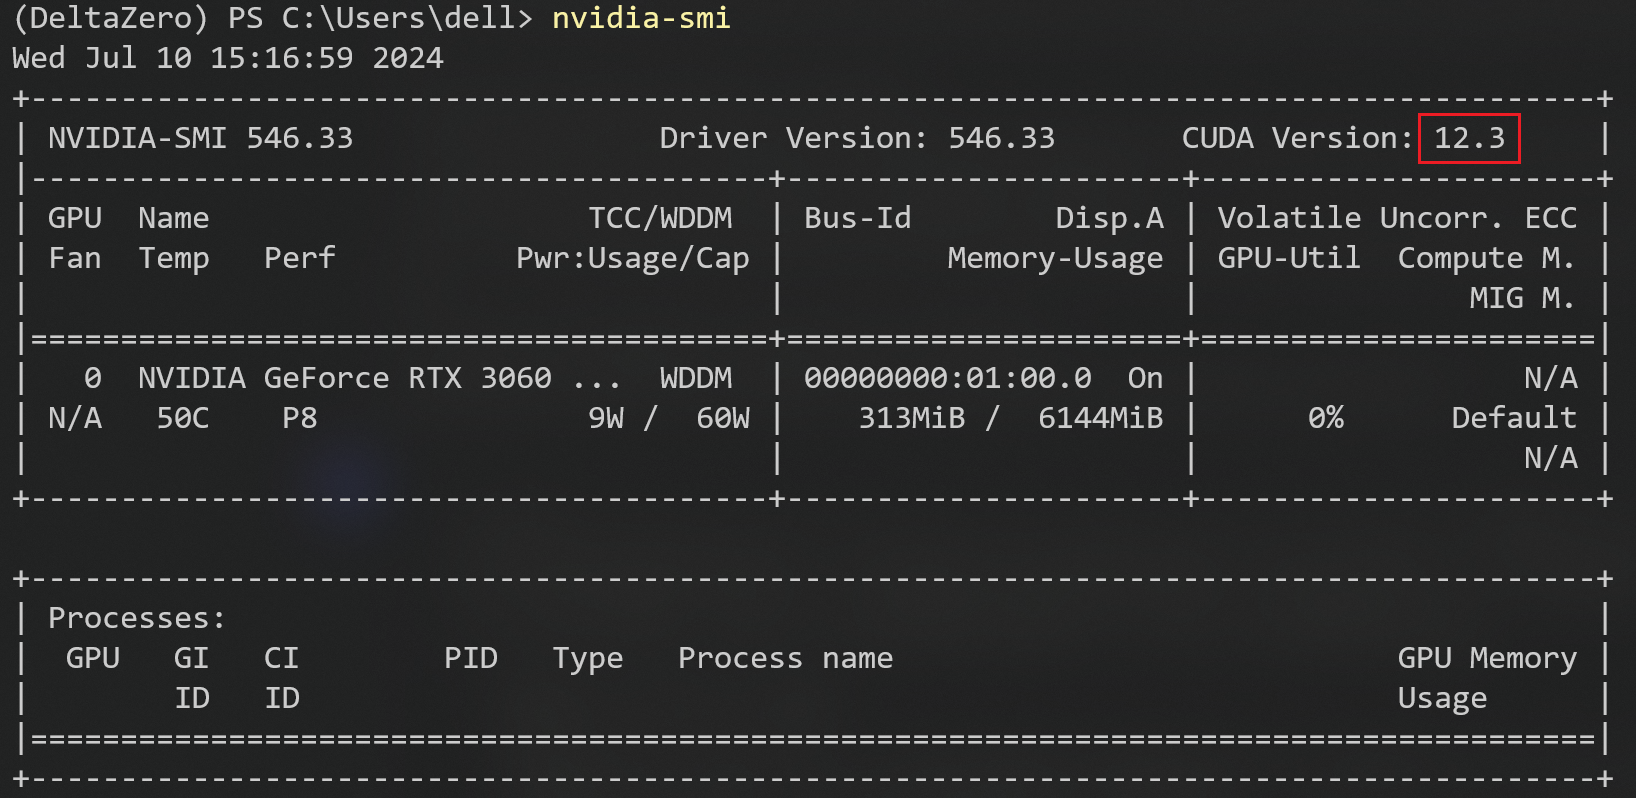 (DeltaZero) PS C:\Users\dell> nvidia-smi
Wed Jul 10 15:16:59 2024
+---------------------------------------------------------------------------------------+
| NVIDIA-SMI 546.33                 Driver Version: 546.33       CUDA Version: 12.3     |
|-----------------------------------------+----------------------+----------------------+
| GPU  Name                     TCC/WDDM  | Bus-Id        Disp.A | Volatile Uncorr. ECC |
| Fan  Temp   Perf          Pwr:Usage/Cap |         Memory-Usage | GPU-Util  Compute M. |
|                                         |                      |               MIG M. |
|=========================================+======================+======================|
|   0  NVIDIA GeForce RTX 3060 ...  WDDM  | 00000000:01:00.0  On |                  N/A |
| N/A   50C    P8               9W /  60W |    313MiB /  6144MiB |      0%      Default |
|                                         |                      |                  N/A |
+-----------------------------------------+----------------------+----------------------+
+---------------------------------------------------------------------------------------+
| Processes:                                                                            |
|  GPU   GI   CI        PID   Type   Process name                            GPU Memory |
|        ID   ID                                                             Usage      |
|=======================================================================================|
+---------------------------------------------------------------------------------------+